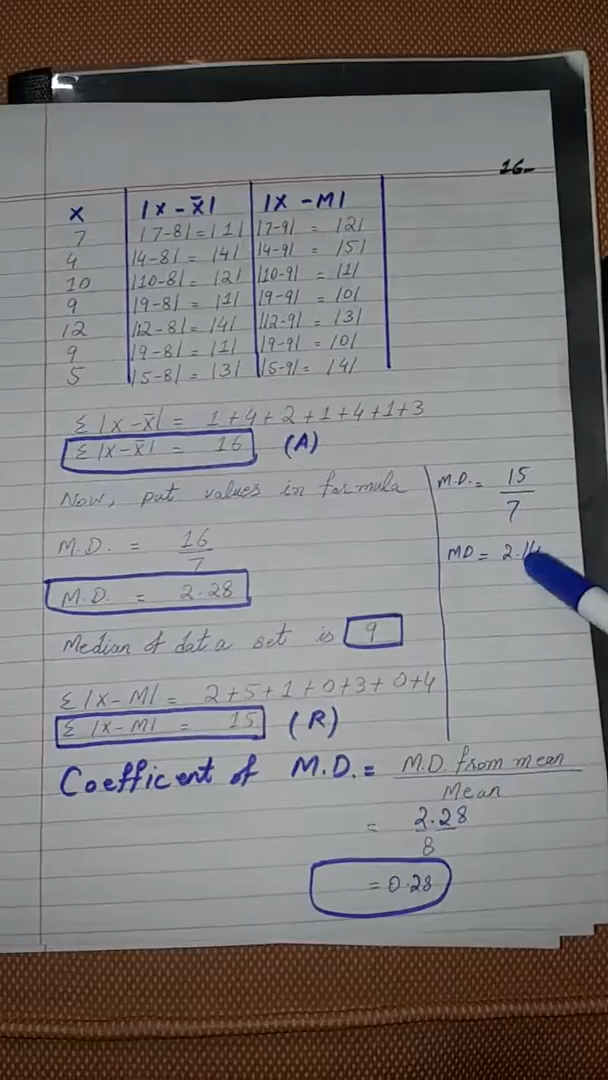 16-
X |X-X̄| |X-M|
7 |7-8|=|1| |7-9| = |2|
4 |4-8|= |4| |4-9| = |5|
10 |10-8|= |2| |10-9| = |1|
9 |9-8| = |1| |9-9| = |0|
12 |12-8| = |4| |12-9| = |3|
9 |9-8| = |1| |9-9| = |0|
5 |5-8| = |3| |5-9| = |4|
Σ |X-X̄| = 1+4+2+1+4+1+3
Σ |X-X̄| = 16 (A)
Now, put values in formula
M.D. = 16/7
M.D. = 2.28
Median of data set is 9
Σ |X-M| = 2+5+1+0+3+0+4
Σ |X-M| = 15 (R)
M.D. = 15/7
MD = 2.14
Coefficent of M.D. = M.D. from mean
Mean
= 2.28
8
= 0.28